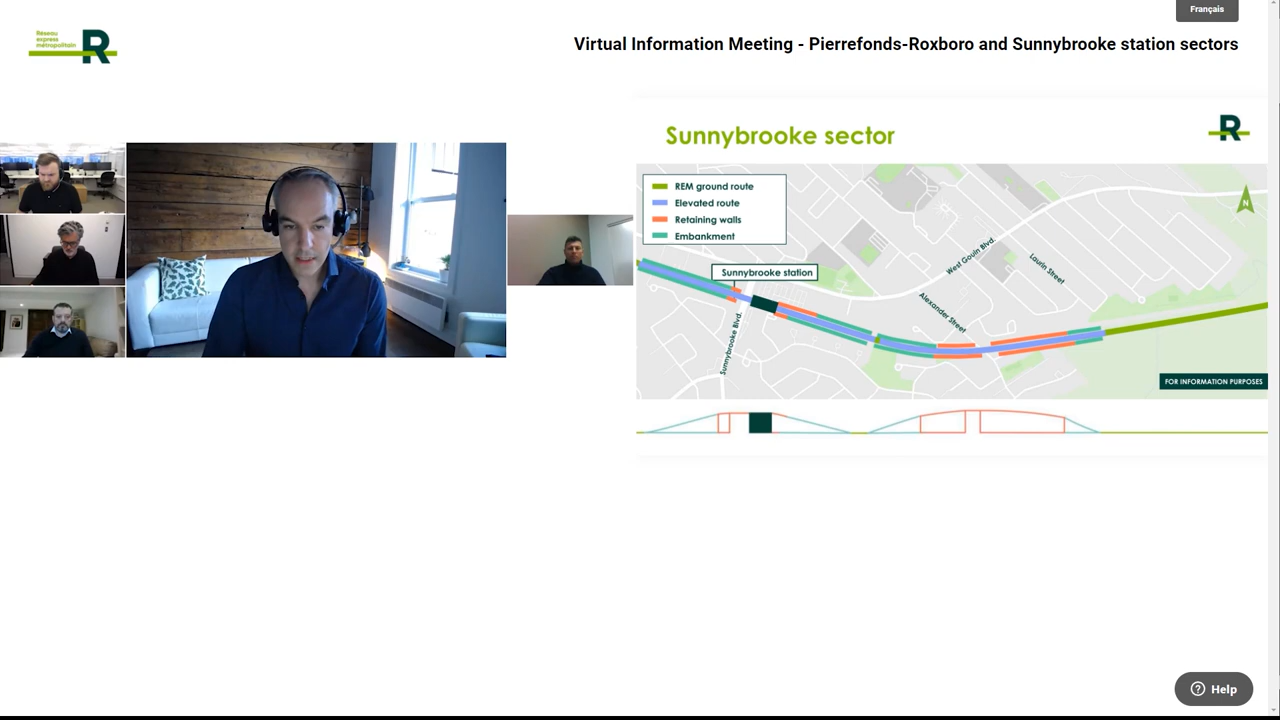 Français
Réseau
express
métropolitain
R
Virtual Information Meeting - Pierrefonds-Roxboro and Sunnybrooke station sectors
Sunnybrooke sector
R
REM ground route
Elevated route
Retaining walls
Embankment
N
West Gouin Blvd.
Laurin Street
Sunnybrooke station
Alexander Street
Sunnybrooke Blvd.
FOR INFORMATION PURPOSES
Help